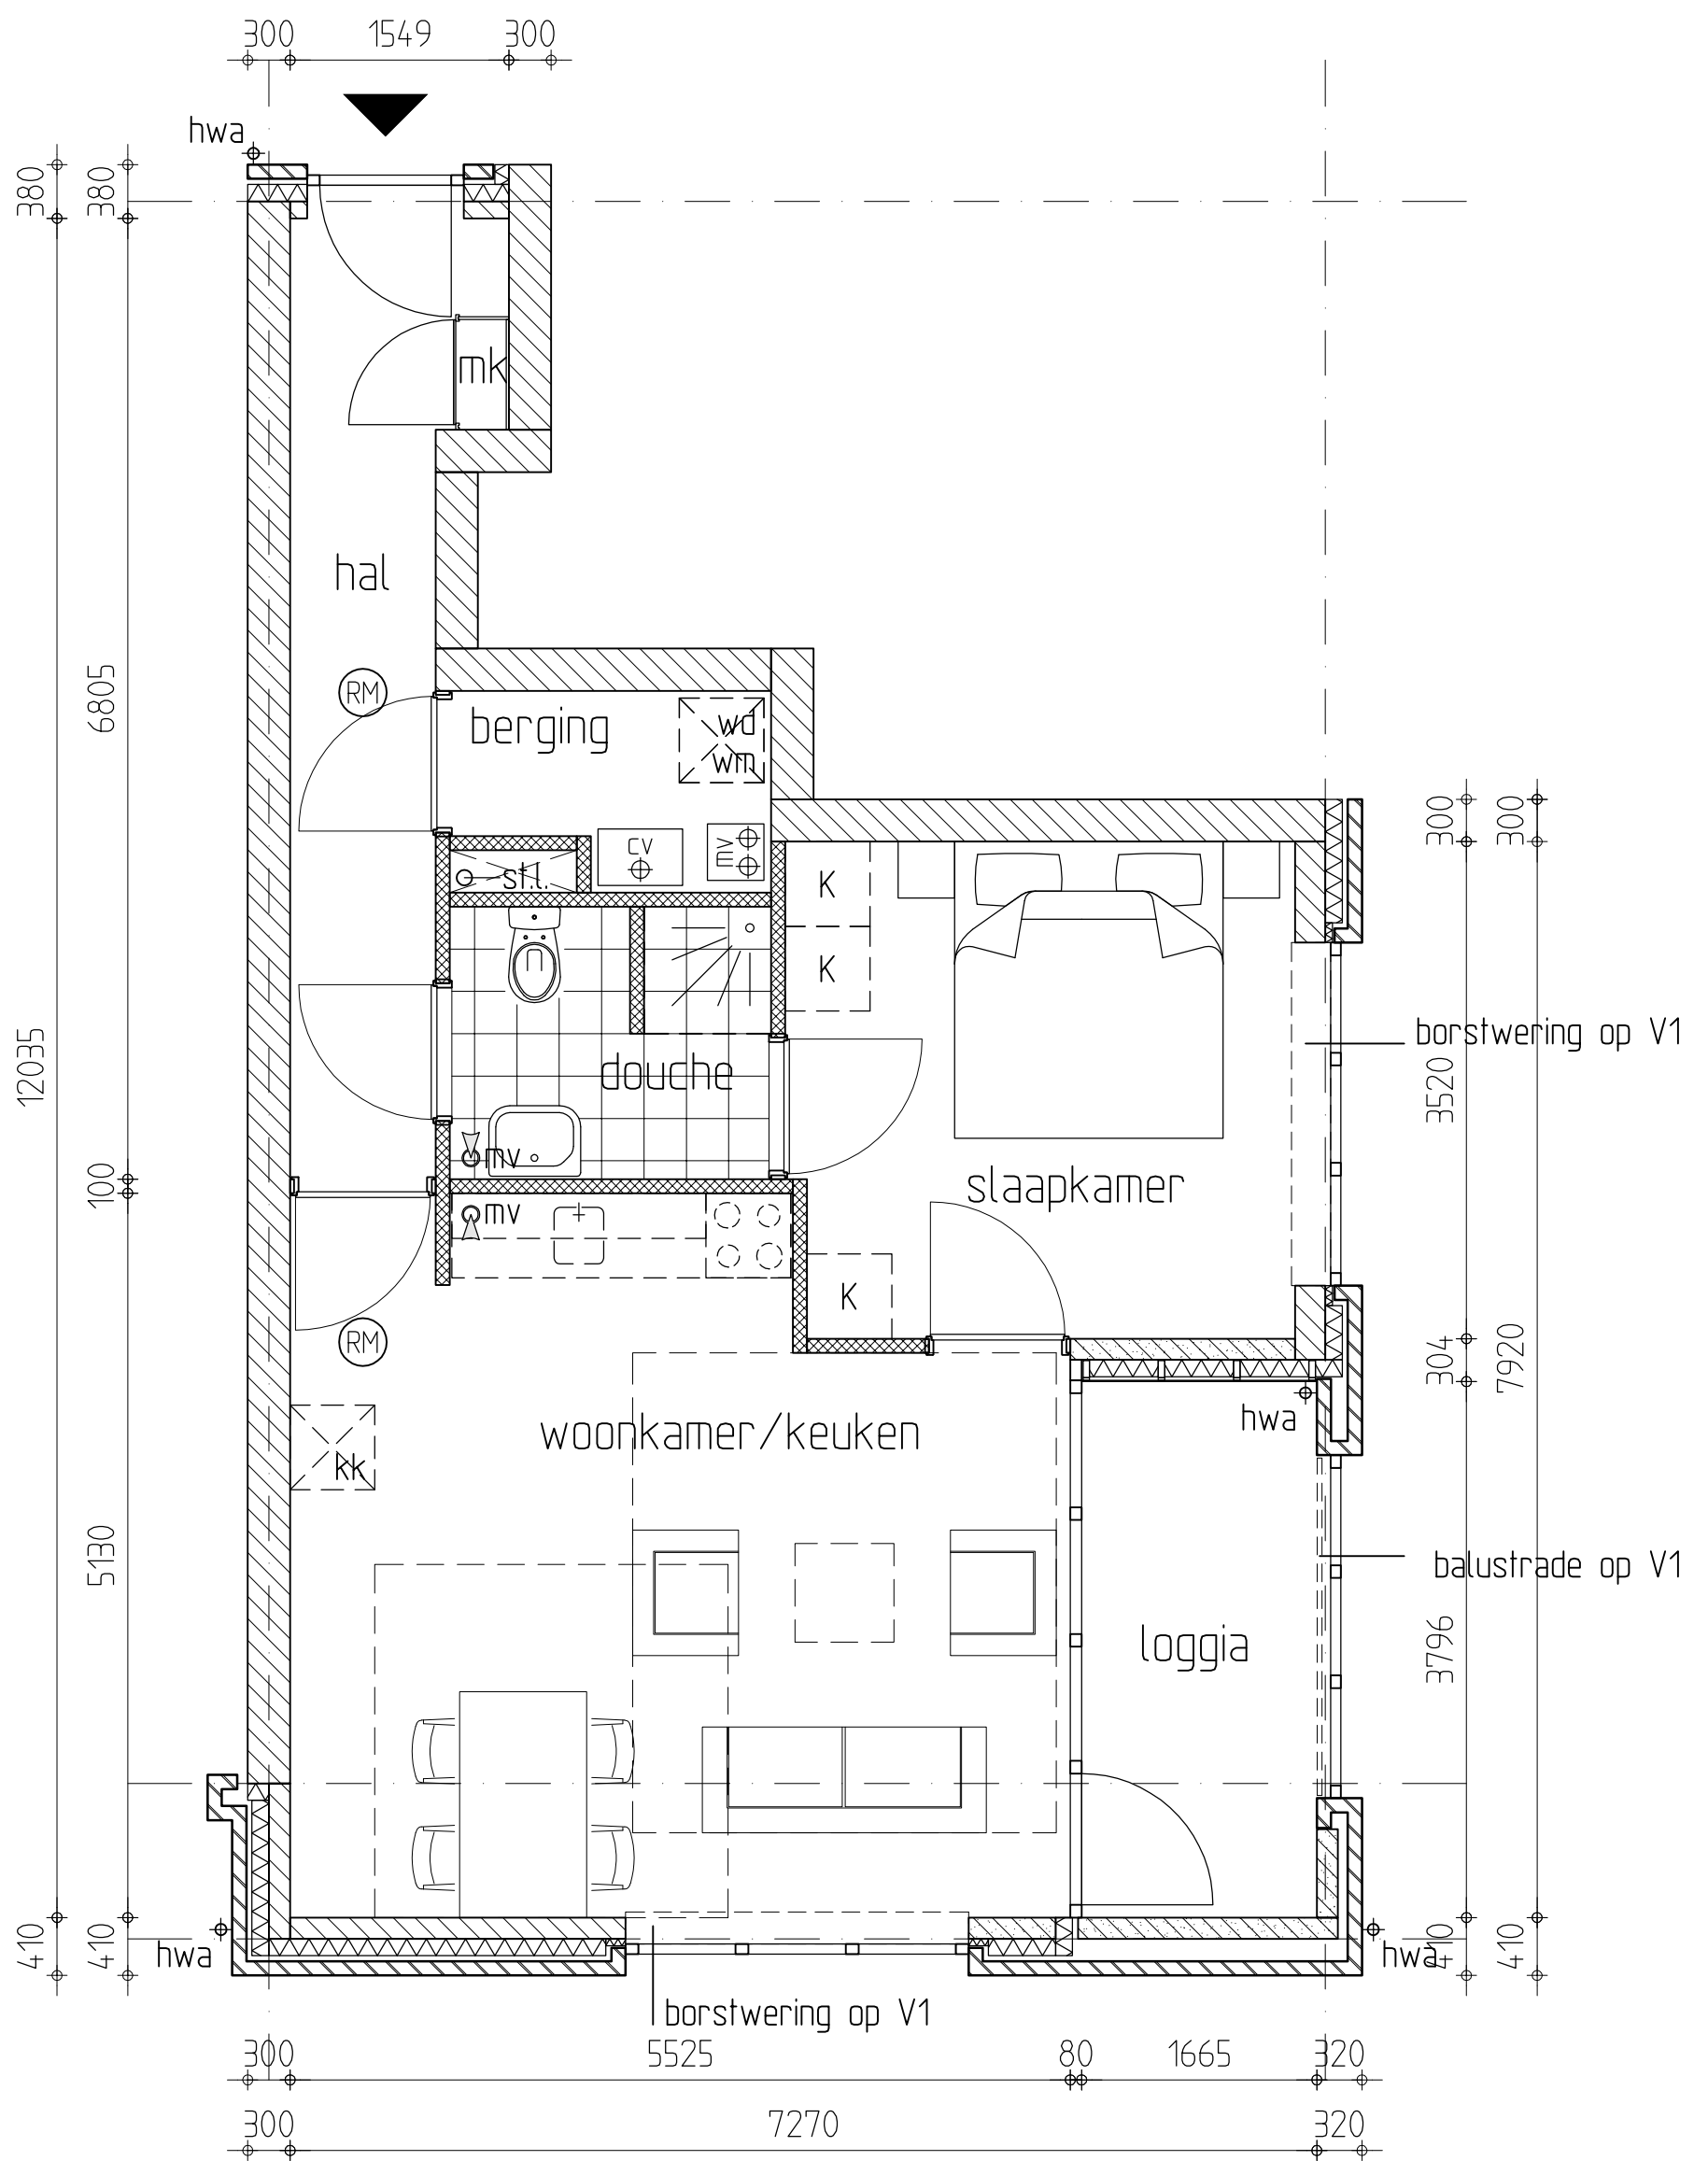 300 1549 300
hwa
380 380
mk
hal
RM
6805
berging
wd
wm
300 300
cv
mv
st.l.
K
K
borstwering op V1
12035
3520
douche
mv
100
slaapkamer
mv
K
RM
304
7920
hwa
woonkamer/keuken
kk
5130
balustrade op V1
loggia
3796
hwa
410 410
hwa
410 410
borstwering op V1
300 5525 80 1665 320
300 7270 320